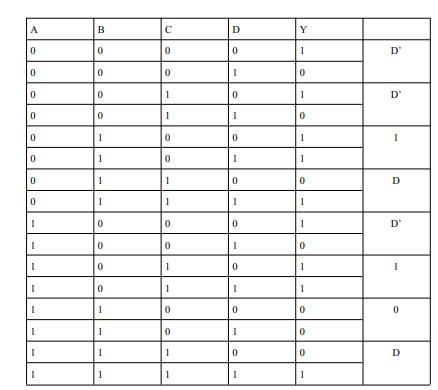 A B C D Y
0 0 0 0 1 D’
0 0 0 1 0
0 0 1 0 1 D’
0 0 1 1 0
0 1 0 0 1 1
0 1 0 1 1
0 1 1 0 0 D
0 1 1 1 1
1 0 0 0 1 D’
1 0 0 1 0
1 0 1 0 1 1
1 0 1 1 1
1 1 0 0 0 0
1 1 0 1 0
1 1 1 0 0 D
1 1 1 1 1